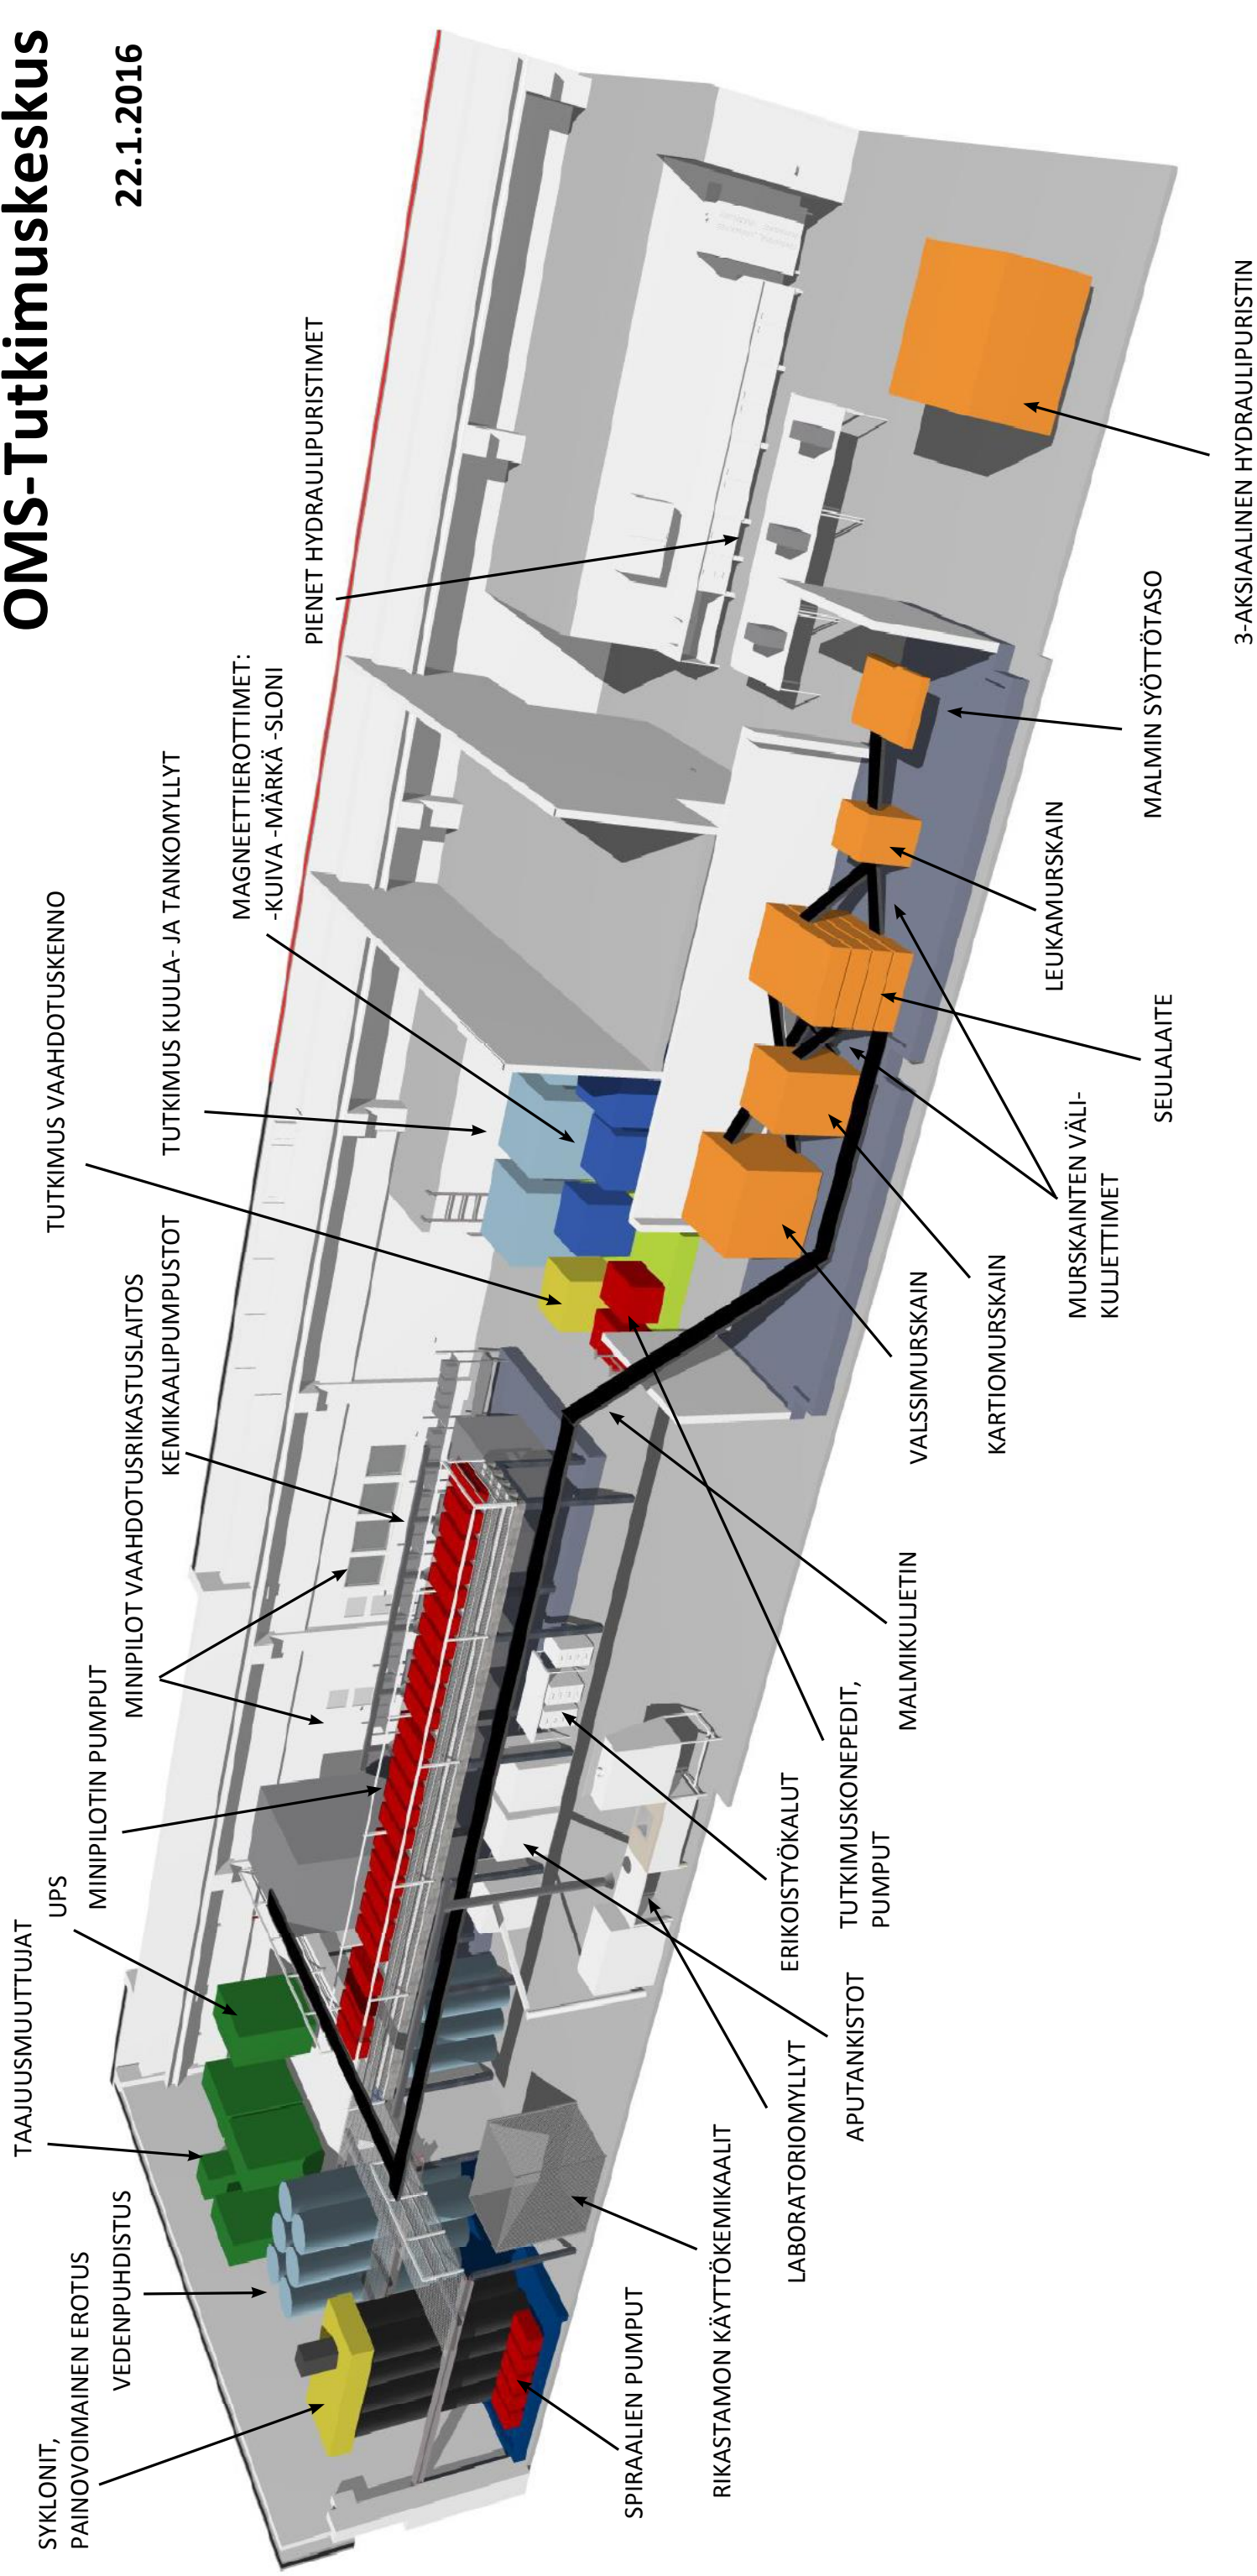 OMS-Tutkimuskeskus
22.1.2016
SYKLONIT,
PAINOVOIMAINEN EROTUS
VEDENPUHDISTUS
TAAJUUSMUUTTUJAT
UPS
MINIPILOTIN PUMPUT
MINIPILOT VAAHDOTUSRIKASTUSLAITOS
KEMIKAALIPUMPUSTOT
TUTKIMUS VAAHDOTUSKENNO
TUTKIMUS KUULA- JA TANKOMYLLYT
MAGNEETTIEROTTIMET:
-KUIVA -MÄRKÄ -SLONI
PIENET HYDRAULIPURISTIMET
SPIRAALIEN PUMPUT
RIKASTAMON KÄYTTÖKEMIKAALIT
LABORATORIOMYLLYT
APUTANKISTOT
ERIKOISTYÖKALUT
TUTKIMUSKONEPEDIT,
PUMPUT
MALMIKULJETIN
VALSSIMURSKAIN
KARTIOMURSKAIN
MURSKAINTEN VÄLI-
KULJETTIMET
SEULALAITE
LEUKAMURSKAIN
MALMIN SYÖTTÖTASO
3-AKSIAALINEN HYDRAULIPURISTIN